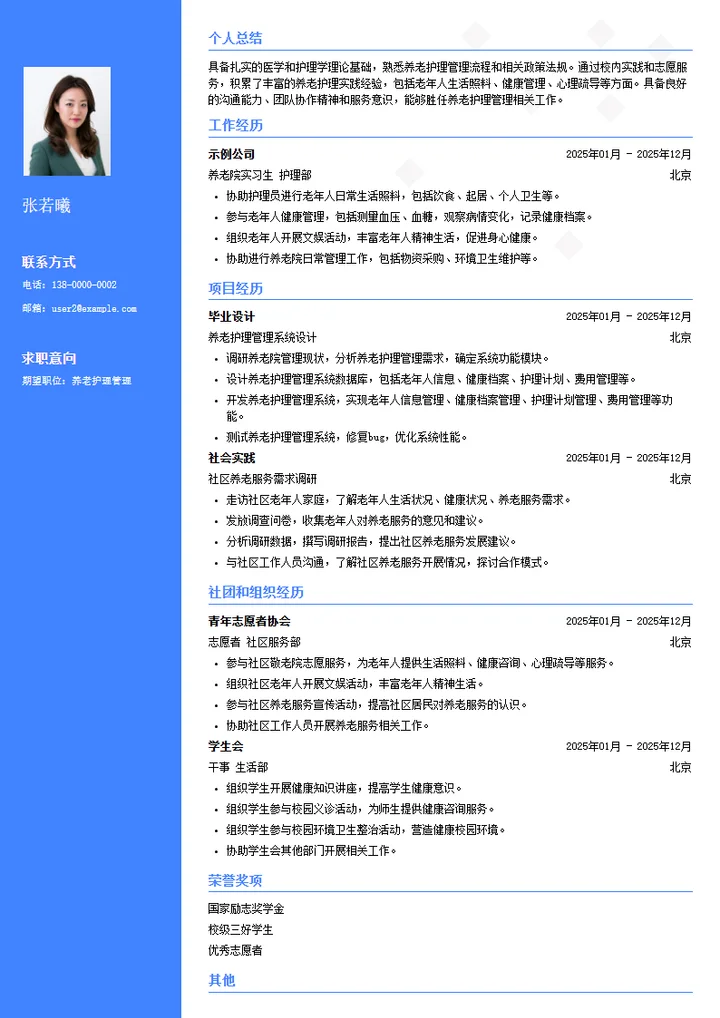 张若曦
联系方式
电话：138-0000-0002
邮箱：user2@example.com
求职意向
期望职位：养老护理管理
个人总结
具备扎实的医学和护理学理论基础，熟悉养老护理管理流程和相关政策法规。通过校内实践和志愿服
务，积累了丰富的养老护理实践经验，包括老年人生活照料、健康管理、心理疏导等方面。具备良好
的沟通能力、团队协作精神和服务意识，能够胜任养老护理管理相关工作。
工作经历
示例公司 2025年01月 - 2025年12月
养老院实习生 护理部 北京
• 协助护理员进行老年人日常生活照料，包括饮食、起居、个人卫生等。
• 参与老年人健康管理，包括测量血压、血糖，观察病情变化，记录健康档案。
• 组织老年人开展文娱活动，丰富老年人精神生活，促进身心健康。
• 协助进行养老院日常管理工作，包括物资采购、环境卫生维护等。
项目经历
毕业设计 2025年01月 - 2025年12月
养老护理管理系统设计 北京
• 调研养老院管理现状，分析养老护理管理需求，确定系统功能模块。
• 设计养老护理管理系统数据库，包括老年人信息、健康档案、护理计划、费用管理等。
• 开发养老护理管理系统，实现老年人信息管理、健康档案管理、护理计划管理、费用管理等功
能。
• 测试养老护理管理系统，修复bug，优化系统性能。
社会实践 2025年01月 - 2025年12月
社区养老服务需求调研 北京
• 走访社区老年人家庭，了解老年人生活状况、健康状况、养老服务需求。
• 发放调查问卷，收集老年人对养老服务的意见和建议。
• 分析调研数据，撰写调研报告，提出社区养老服务发展建议。
• 与社区工作人员沟通，了解社区养老服务开展情况，探讨合作模式。
社团和组织经历
青年志愿者协会 2025年01月 - 2025年12月
志愿者 社区服务部 北京
• 参与社区敬老院志愿服务，为老年人提供生活照料、健康咨询、心理疏导等服务。
• 组织社区老年人开展文娱活动，丰富老年人精神生活。
• 参与社区养老服务宣传活动，提高社区居民对养老服务的认识。
• 协助社区工作人员开展养老服务相关工作。
学生会 2025年01月 - 2025年12月
干事 生活部 北京
• 组织学生开展健康知识讲座，提高学生健康意识。
• 组织学生参与校园义诊活动，为师生提供健康咨询服务。
• 组织学生参与校园环境卫生整治活动，营造健康校园环境。
• 协助学生会其他部门开展相关工作。
荣誉奖项
国家励志奖学金
校级三好学生
优秀志愿者
其他